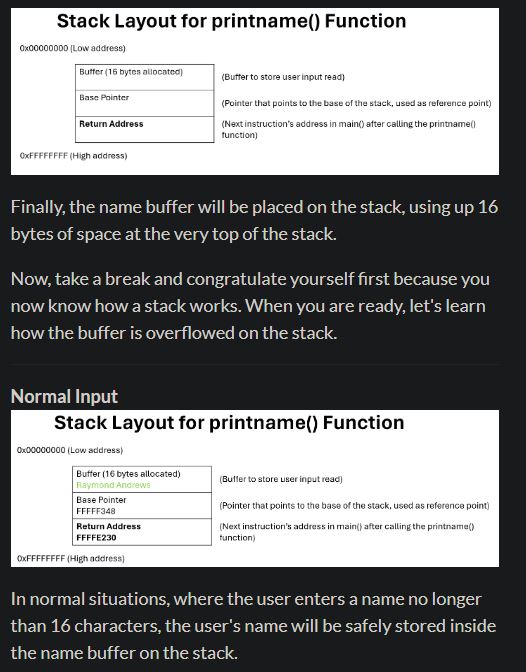 Stack Layout for printname() Function
0x00000000 (Low address)
Buffer (16 bytes allocated)
(Buffer to store user input read)
Base Pointer
(Pointer that points to the base of the stack, used as reference point)
Return Address
(Next instruction's address in main() after calling the printname()
function)
0xFFFFFFFF (High address)
Finally, the name buffer will be placed on the stack, using up 16
bytes of space at the very top of the stack.
Now, take a break and congratulate yourself first because you
now know how a stack works. When you are ready, let's learn
how the buffer is overflowed on the stack.
Normal Input
Stack Layout for printname() Function
0x00000000 (Low address)
Buffer (16 bytes allocated)
Raymond Andrews
(Buffer to store user input read)
Base Pointer
FFFFF348
(Pointer that points to the base of the stack, used as reference point)
Return Address
FFFFE230
(Next instruction's address in main() after calling the printname()
function)
0xFFFFFFFF (High address)
In normal situations, where the user enters a name no longer
than 16 characters, the user's name will be safely stored inside
the name buffer on the stack.